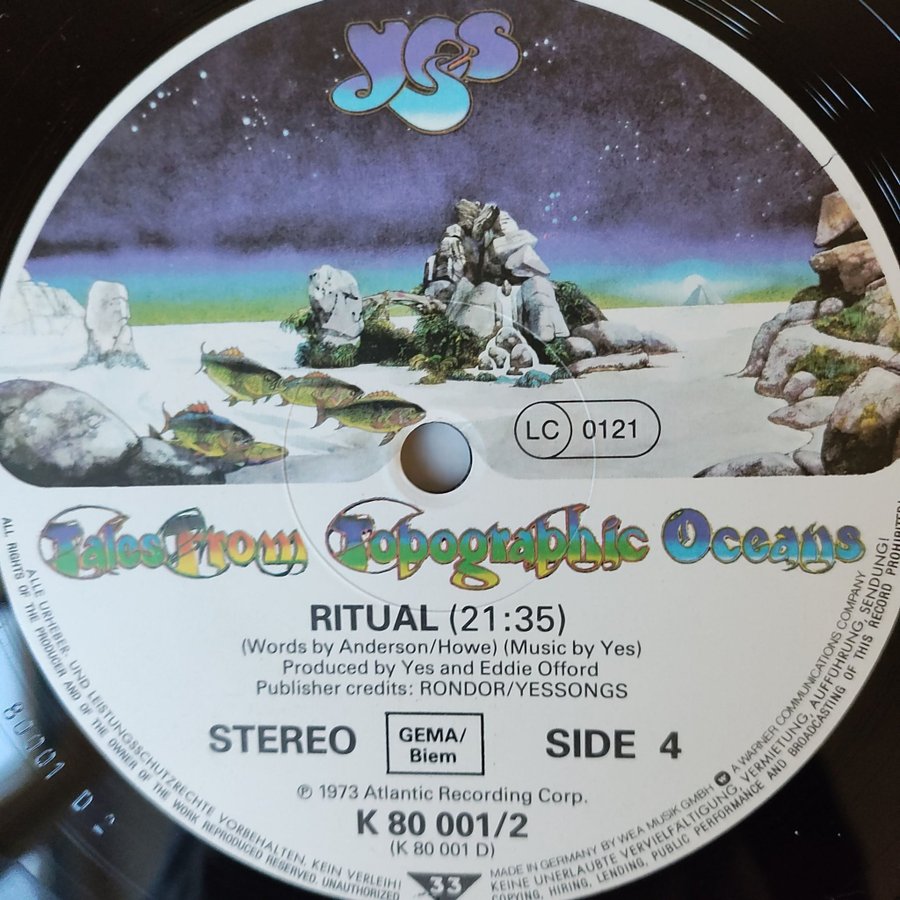 yes
LC 0121
Tales From Topographic Oceans
RITUAL (21:35)
(Words by Anderson/Howe) (Music by Yes)
Produced by Yes and Eddie Offord
Publisher credits: RONDOR/YESSONGS
STEREO GEMA/ Biem SIDE 4
℗ 1973 Atlantic Recording Corp.
K 80 001/2
(K 80 001 D)
33
ALLE URHEBER- UND LEISTUNGSSCHUTZRECHTE VORBEHALTEN. KEIN VERLEIH!
ALL RIGHTS OF THE PRODUCER AND OF THE OWNER OF THE WORK REPRODUCED RESERVED. UNAUTHORIZED
MADE IN GERMANY BY WEA MUSIK GMBH A WARNER COMMUNICATIONS COMPANY
KEINE UNERLAUBTE VERVIELFÄLTIGUNG, VERMIETUNG, AUFFÜHRUNG, SENDUNG!
COPYING, HIRING, LENDING, PUBLIC PERFORMANCE AND BROADCASTING OF THIS RECORD PROHIBITED
80001 D